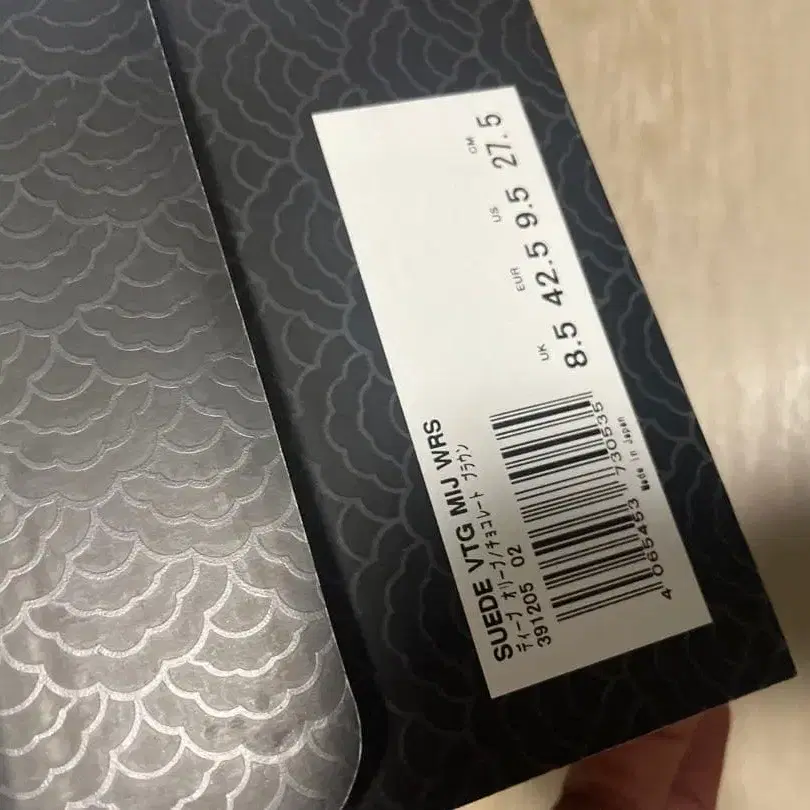 SUEDE VTG MIJ WRS
ディープ オリーブ/チョコレート ブラウン
391205 02
UK EUR US CM
8.5 42.5 9.5 27.5
4 065453 730535
Made in Japan